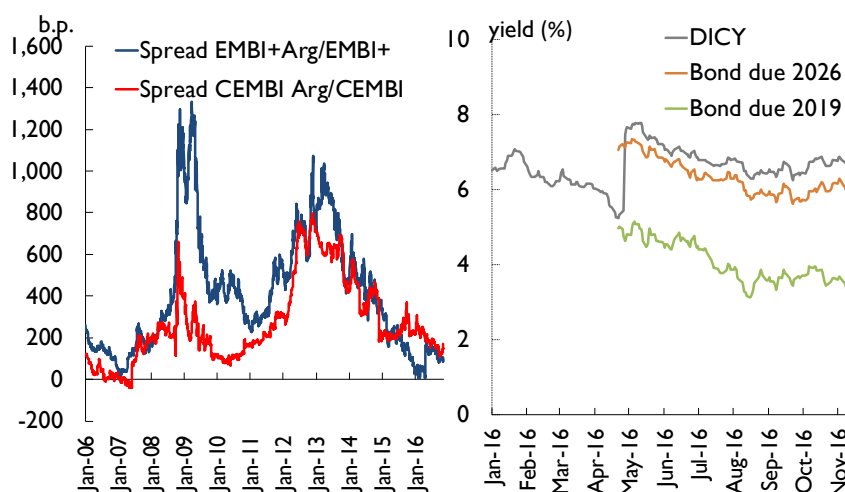 b.p.
Spread EMBI+Arg/EMBI+
Spread CEMBI Arg/CEMBI
1,600
1,400
1,200
1,000
800
600
400
200
0
-200
Jan-06
Jan-07
Jan-08
Jan-09
Jan-10
Jan-11
Jan-12
Jan-13
Jan-14
Jan-15
Jan-16
yield (%)
DICY
Bond due 2026
Bond due 2019
10
8
6
4
2
0
Jan-16
Feb-16
Mar-16
Apr-16
May-16
Jun-16
Jul-16
Aug-16
Sep-16
Oct-16
Nov-16